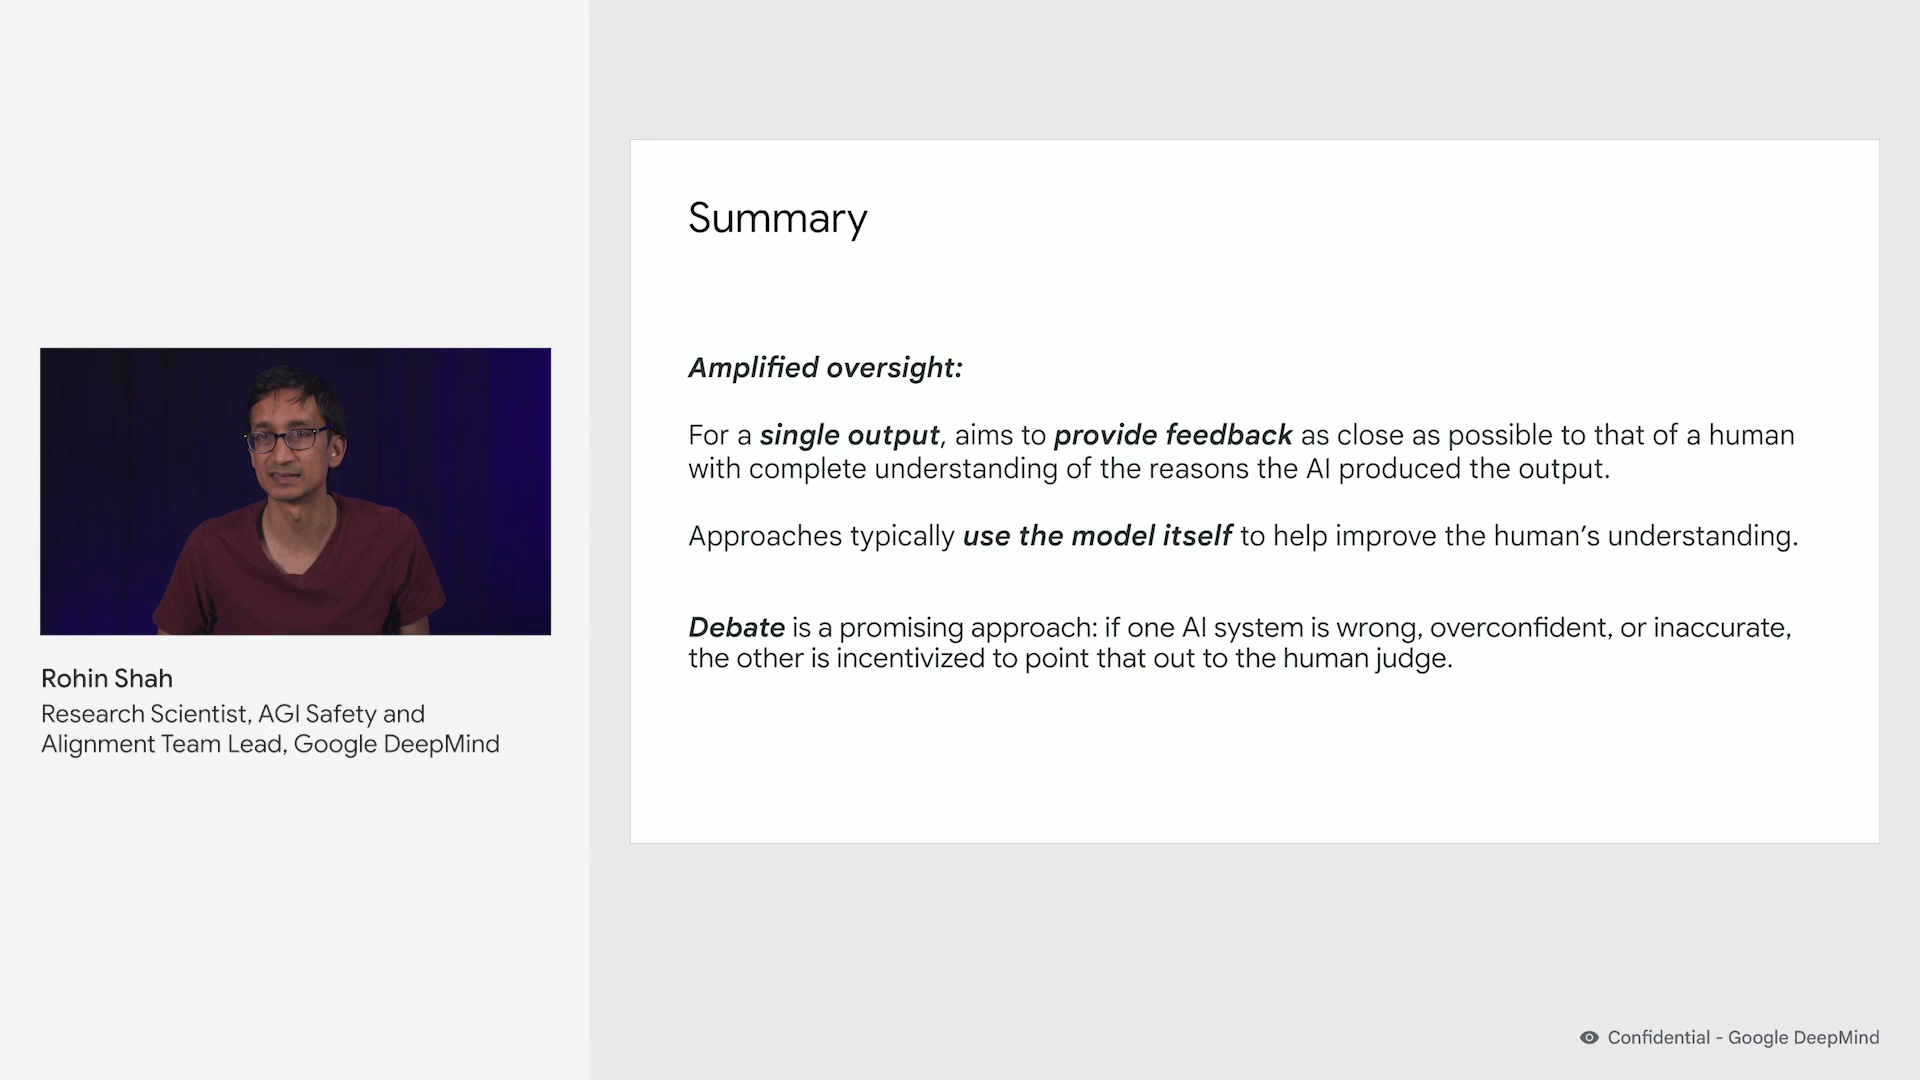 Rohin Shah
Research Scientist, AGI Safety and
Alignment Team Lead, Google DeepMind
Summary
Amplified oversight:
For a single output, aims to provide feedback as close as possible to that of a human
with complete understanding of the reasons the AI produced the output.
Approaches typically use the model itself to help improve the human’s understanding.
Debate is a promising approach: if one AI system is wrong, overconfident, or inaccurate,
the other is incentivized to point that out to the human judge.
Confidential - Google DeepMind